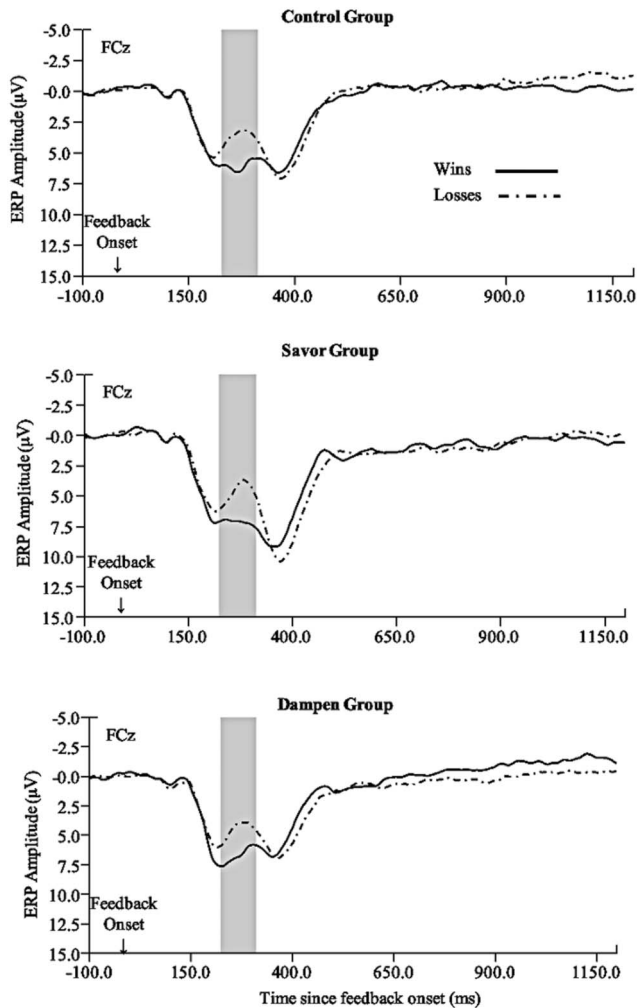 Control Group
-5.0
FCz
-2.5
-0.0
2.5
5.0
7.5
10.0
12.5
15.0
ERP Amplitude (µV)
Wins
Losses
Feedback
Onset
↓
-100.0 150.0 400.0 650.0 900.0 1150.0
Savor Group
-5.0
FCz
-2.5
-0.0
2.5
5.0
7.5
10.0
12.5
15.0
ERP Amplitude (µV)
Feedback
Onset
↓
-100.0 150.0 400.0 650.0 900.0 1150.0
Dampen Group
-5.0
FCz
-2.5
-0.0
2.5
5.0
7.5
10.0
12.5
15.0
ERP Amplitude (µV)
Feedback
Onset
↓
-100.0 150.0 400.0 650.0 900.0 1150.0
Time since feedback onset (ms)